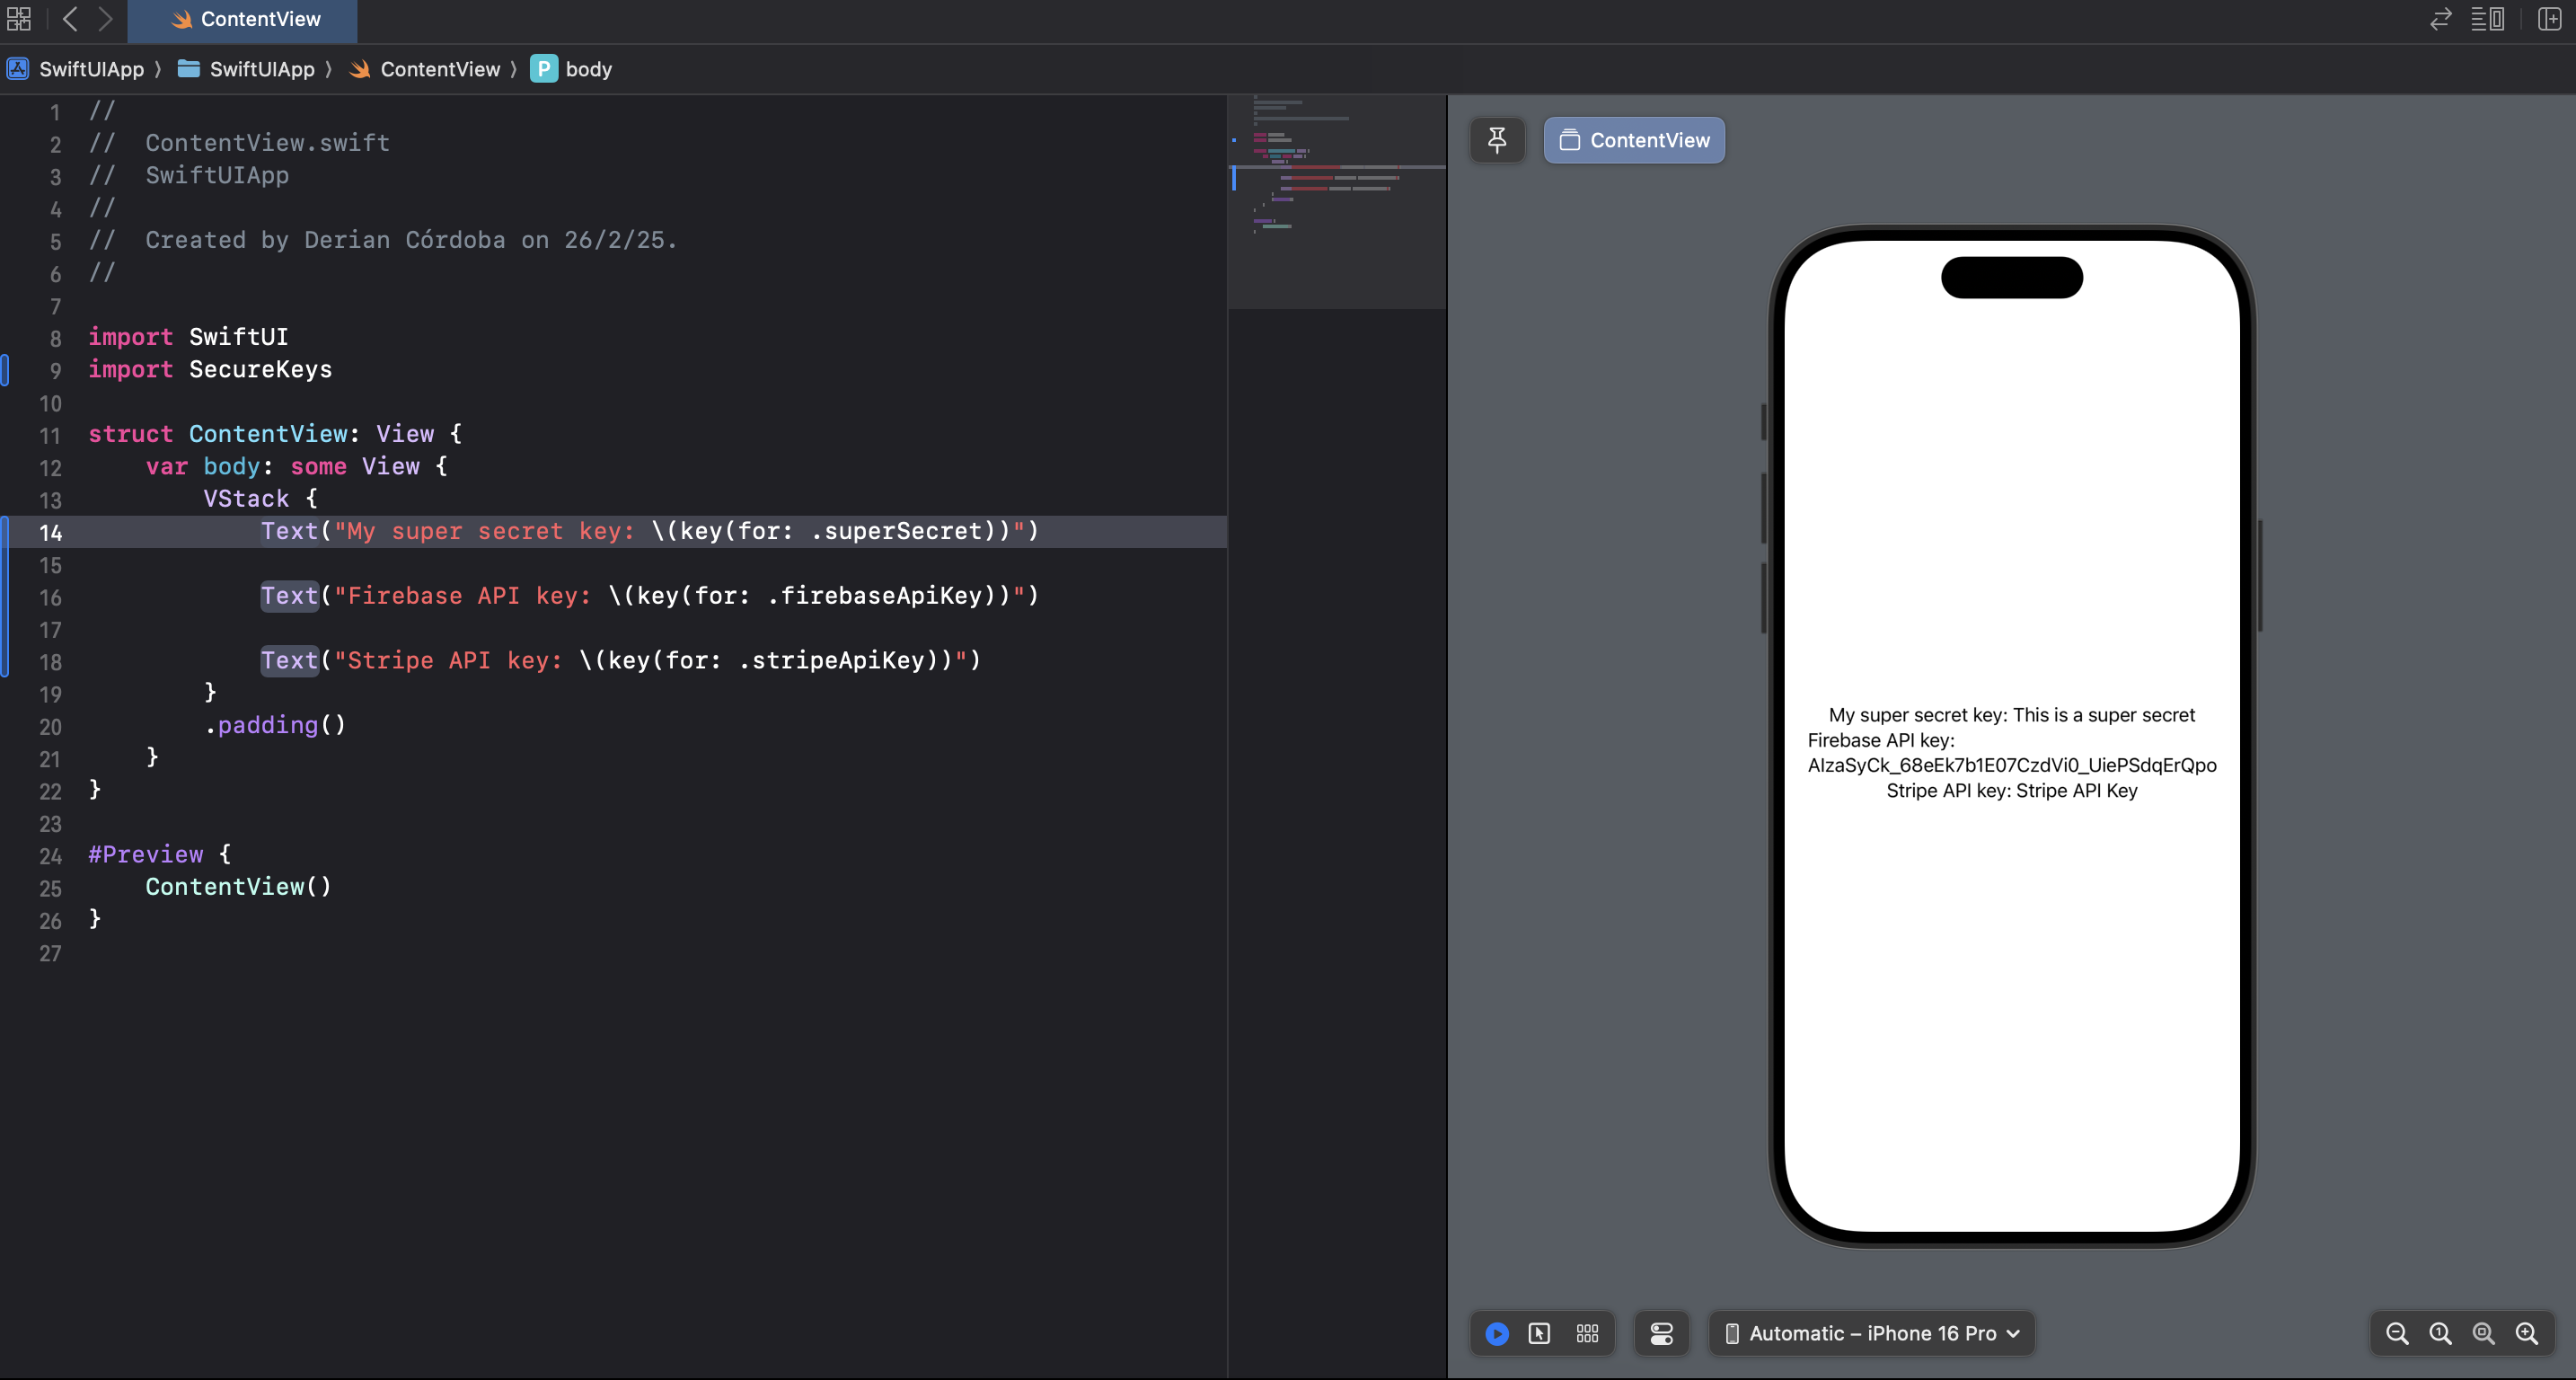 ContentView
SwiftUIApp 〉 SwiftUIApp 〉 ContentView 〉 P body
1 //
2 //  ContentView.swift
3 //  SwiftUIApp
4 //
5 //  Created by Derian Córdoba on 26/2/25.
6 //
7
8 import SwiftUI
9 import SecureKeys
10
11 struct ContentView: View {
12     var body: some View {
13         VStack {
14             Text("My super secret key: \(key(for: .superSecret))")
15
16             Text("Firebase API key: \(key(for: .firebaseApiKey))")
17
18             Text("Stripe API key: \(key(for: .stripeApiKey))")
19         }
20         .padding()
21     }
22 }
23
24 #Preview {
25     ContentView()
26 }
27
ContentView
My super secret key: This is a super secret
Firebase API key:
AIzaSyCk_68eEk7b1E07CzdVi0_UiePSdqErQpo
Stripe API key: Stripe API Key
Automatic – iPhone 16 Pro